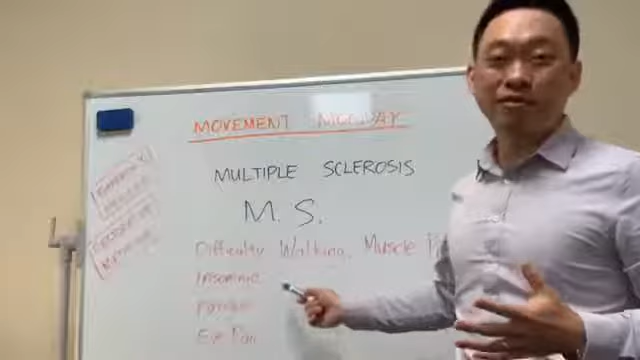 MOVEMENT MONDAY
MULTIPLE SCLEROSIS
M. S.
Difficulty Walking, Muscle
Insomnia
Fatigue
Eye Pain